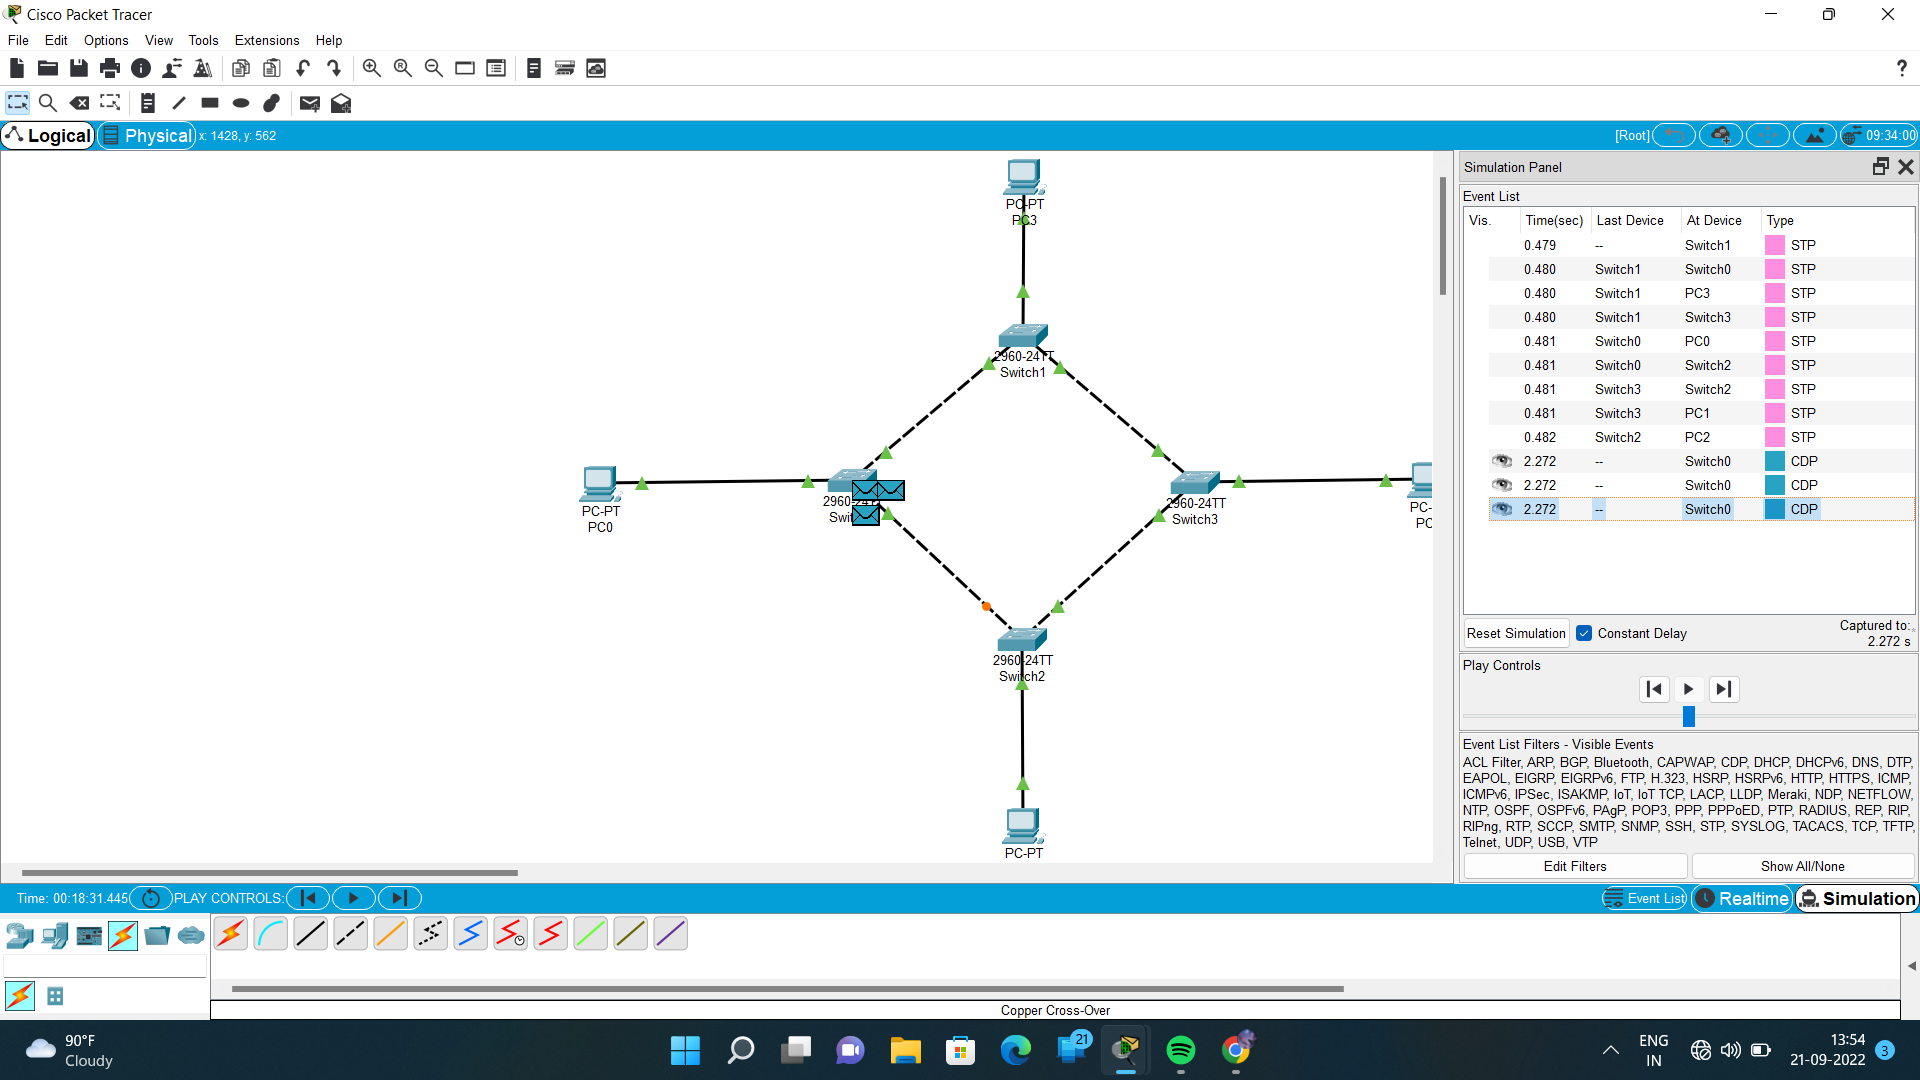 Cisco Packet Tracer
File Edit Options View Tools Extensions Help
Logical Physical x: 1428, y: 562
[Root] 09:34:00
PC-PT
PC3
2960-24TT
Switch1
PC-PT
PC0
2960-24TT
Swit
2960-24TT
Switch3
PC-
PC
2960-24TT
Switch2
PC-PT
Simulation Panel
Event List
Vis. Time(sec) Last Device At Device Type
0.479 -- Switch1 STP
0.480 Switch1 Switch0 STP
0.480 Switch1 PC3 STP
0.480 Switch1 Switch3 STP
0.481 Switch0 PC0 STP
0.481 Switch0 Switch2 STP
0.481 Switch3 Switch2 STP
0.481 Switch3 PC1 STP
0.482 Switch2 PC2 STP
2.272 -- Switch0 CDP
2.272 -- Switch0 CDP
2.272 -- Switch0 CDP
Reset Simulation Constant Delay Captured to:
2.272 s
Play Controls
Event List Filters - Visible Events
ACL Filter, ARP, BGP, Bluetooth, CAPWAP, CDP, DHCP, DHCPv6, DNS, DTP,
EAPOL, EIGRP, EIGRPv6, FTP, H.323, HSRP, HSRPv6, HTTP, HTTPS, ICMP,
ICMPv6, IPSec, ISAKMP, IoT, IoT TCP, LACP, LLDP, Meraki, NDP, NETFLOW,
NTP, OSPF, OSPFv6, PAgP, POP3, PPP, PPPoED, PTP, RADIUS, REP, RIP,
RIPng, RTP, SCCP, SMTP, SNMP, SSH, STP, SYSLOG, TACACS, TCP, TFTP,
Telnet, UDP, USB, VTP
Edit Filters Show All/None
Time: 00:18:31.445 PLAY CONTROLS: Event List Realtime Simulation
Copper Cross-Over
90°F
Cloudy
21
ENG
IN
13:54
21-09-2022
3